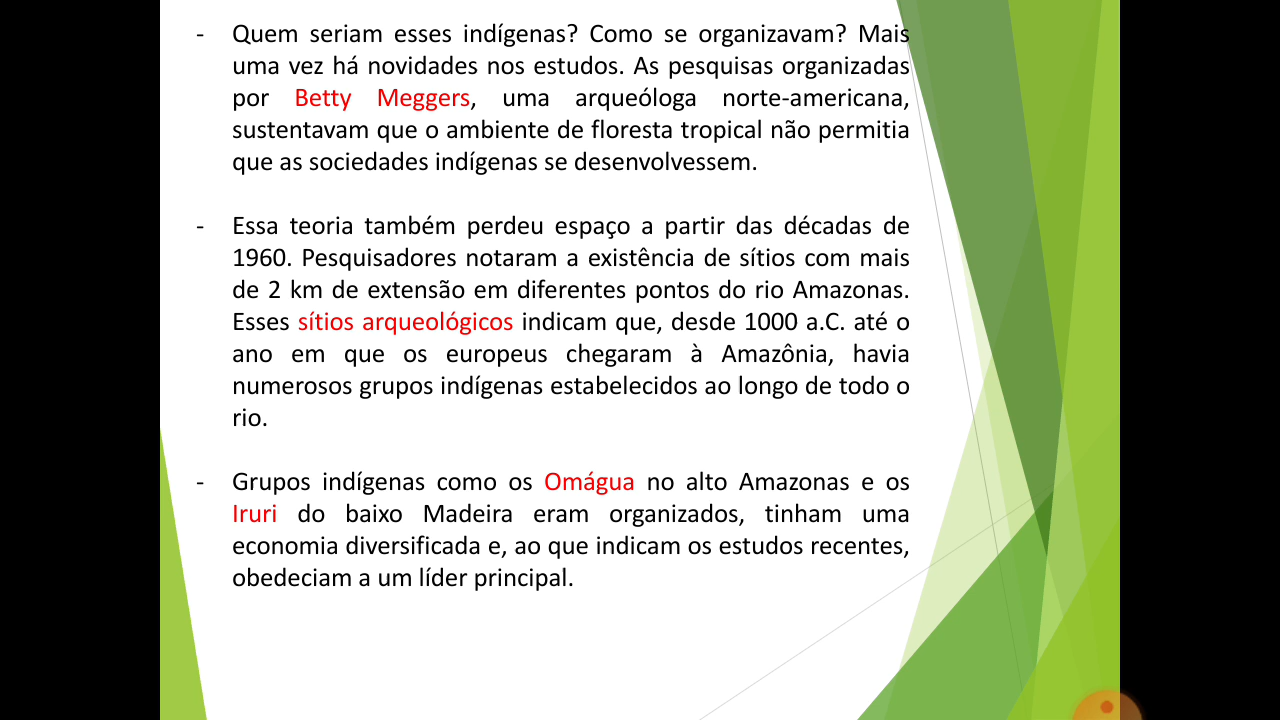 - Quem seriam esses indígenas? Como se organizavam? Mais
uma vez há novidades nos estudos. As pesquisas organizadas
por Betty Meggers, uma arqueóloga norte-americana,
sustentavam que o ambiente de floresta tropical não permitia
que as sociedades indígenas se desenvolvessem.
- Essa teoria também perdeu espaço a partir das décadas de
1960. Pesquisadores notaram a existência de sítios com mais
de 2 km de extensão em diferentes pontos do rio Amazonas.
Esses sítios arqueológicos indicam que, desde 1000 a.C. até o
ano em que os europeus chegaram à Amazônia, havia
numerosos grupos indígenas estabelecidos ao longo de todo o
rio.
- Grupos indígenas como os Omágua no alto Amazonas e os
Iruri do baixo Madeira eram organizados, tinham uma
economia diversificada e, ao que indicam os estudos recentes,
obedeciam a um líder principal.